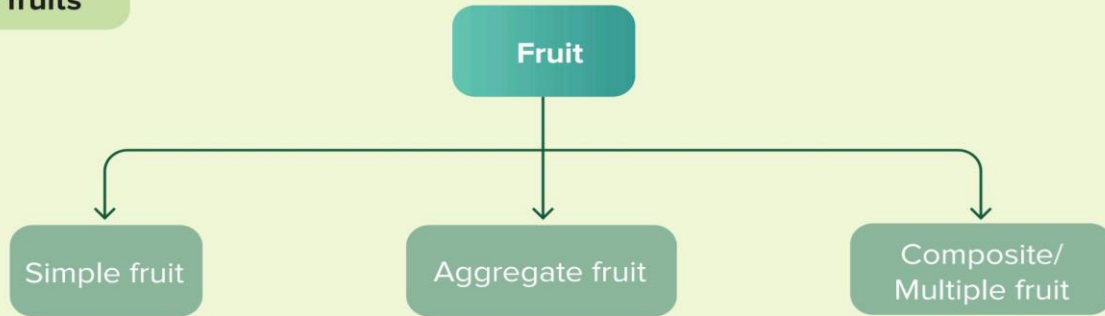 fruits
Fruit
Simple fruit
Aggregate fruit
Composite/
Multiple fruit